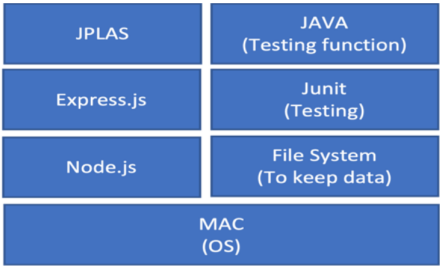 JPLAS
JAVA
(Testing function)
Express.js
Junit
(Testing)
Node.js
File System
(To keep data)
MAC
(OS)